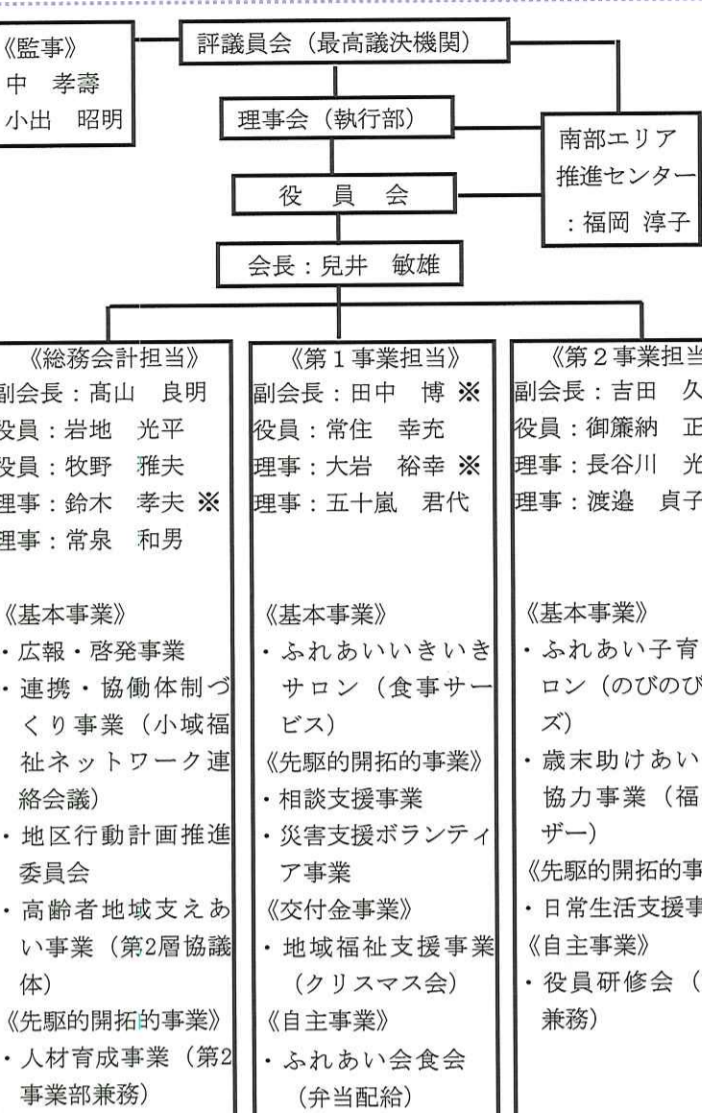 《監事》
中　孝壽
小出　昭明
評議員会（最高議決機関）
理事会（執行部）
役　員　会
南部エリア
推進センター
：福岡 淳子
会長：兒井　敏雄
《総務会計担当》
副会長：髙山　良明
役員：岩地　光平
役員：牧野　雅夫
理事：鈴木　孝夫 ※
理事：常泉　和男
《基本事業》
・広報・啓発事業
・連携・協働体制づ
くり事業（小域福
祉ネットワーク連
絡会議）
・地区行動計画推進
委員会
・高齢者地域支えあ
い事業（第2層協議
体）
《先駆的開拓的事業》
・人材育成事業（第2
事業部兼務）
《第１事業担当》
副会長：田中　博 ※
役員：常住　幸充
理事：大岩　裕幸 ※
理事：五十嵐　君代
《基本事業》
・ふれあいいきいき
サロン（食事サー
ビス）
《先駆的開拓的事業》
・相談支援事業
・災害支援ボランティ
ア事業
《交付金事業》
・地域福祉支援事業
（クリスマス会）
《自主事業》
・ふれあい会食会
（弁当配給）
《第２事業担当
副会長：吉田　久
役員：御簾納　正
理事：長谷川　光
理事：渡邉　貞子
《基本事業》
・ふれあい子育
ロン（のびのび
ズ）
・歳末助けあい
協力事業（福
ザー）
《先駆的開拓的事
・日常生活支援事
《自主事業》
・役員研修会（
兼務）